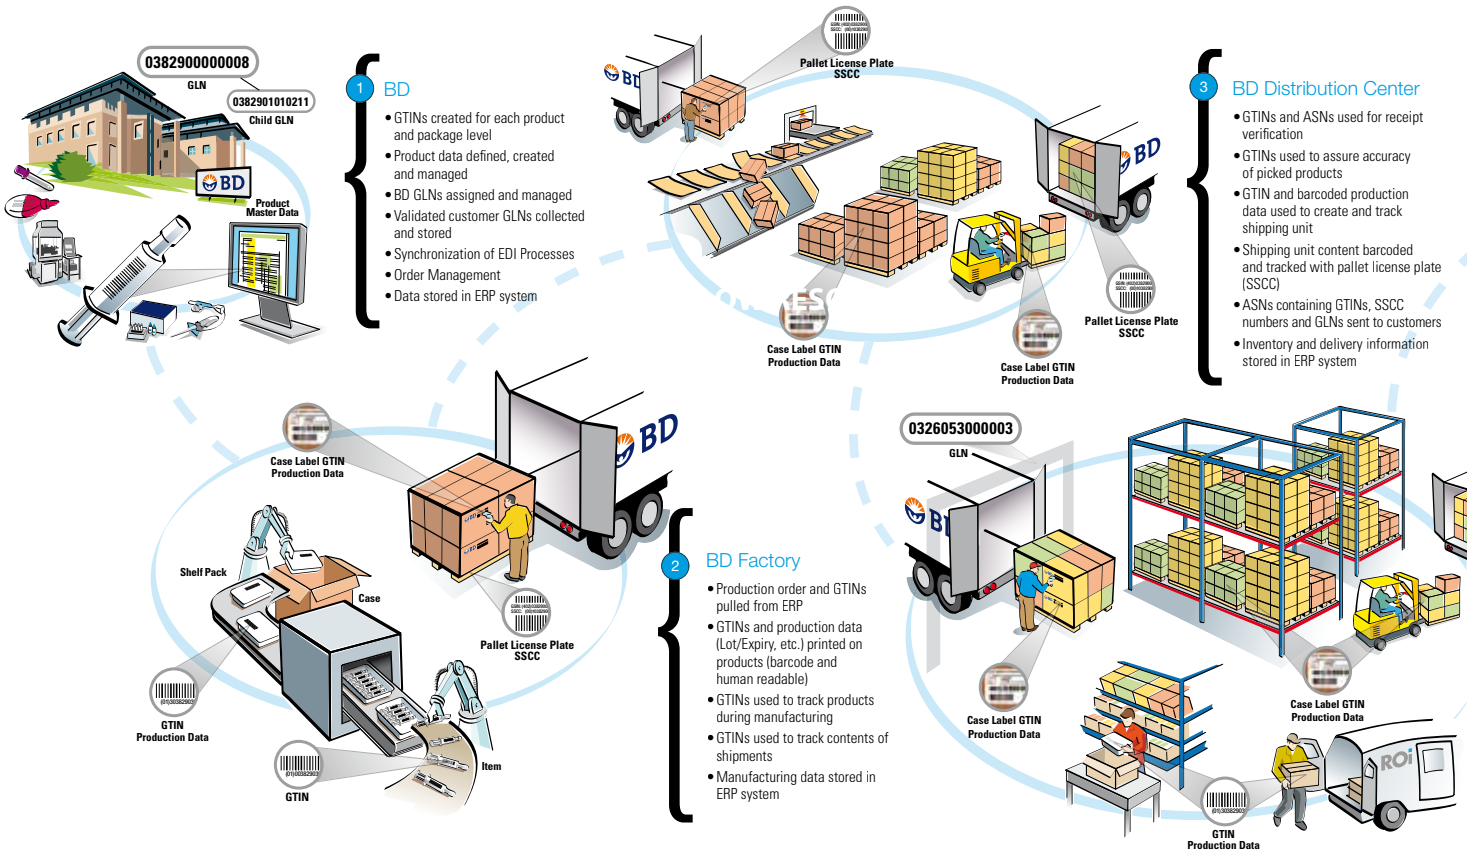 0382900000008
GLN
0382901010211
Child GLN
BD
Product
Master Data
1
BD
• GTINs created for each product
and package level
• Product data defined, created
and managed
• BD GLNs assigned and managed
• Validated customer GLNs collected
and stored
• Synchronization of EDI Processes
• Order Management
• Data stored in ERP system
BD
Pallet License Plate
SSCC
BD
Case Label GTIN
Production Data
Case Label GTIN
Production Data
Pallet License Plate
SSCC
3
BD Distribution Center
• GTINs and ASNs used for receipt
verification
• GTINs used to assure accuracy
of picked products
• GTIN and barcoded production
data used to create and track
shipping unit
• Shipping unit content barcoded
and tracked with pallet license plate
(SSCC)
• ASNs containing GTINs, SSCC
numbers and GLNs sent to customers
• Inventory and delivery information
stored in ERP system
Case Label GTIN
Production Data
BD
BD
BD
Pallet License Plate
SSCC
Shelf Pack
Case
(01)30382903
GTIN
Production Data
(01)00382903
GTIN
Item
2
BD Factory
• Production order and GTINs
pulled from ERP
• GTINs and production data
(Lot/Expiry, etc.) printed on
products (barcode and
human readable)
• GTINs used to track products
during manufacturing
• GTINs used to track contents of
shipments
• Manufacturing data stored in
ERP system
0326053000003
GLN
Case Label GTIN
Production Data
Case Label GTIN
Production Data
ROi
(01)30382903
GTIN
Production Data